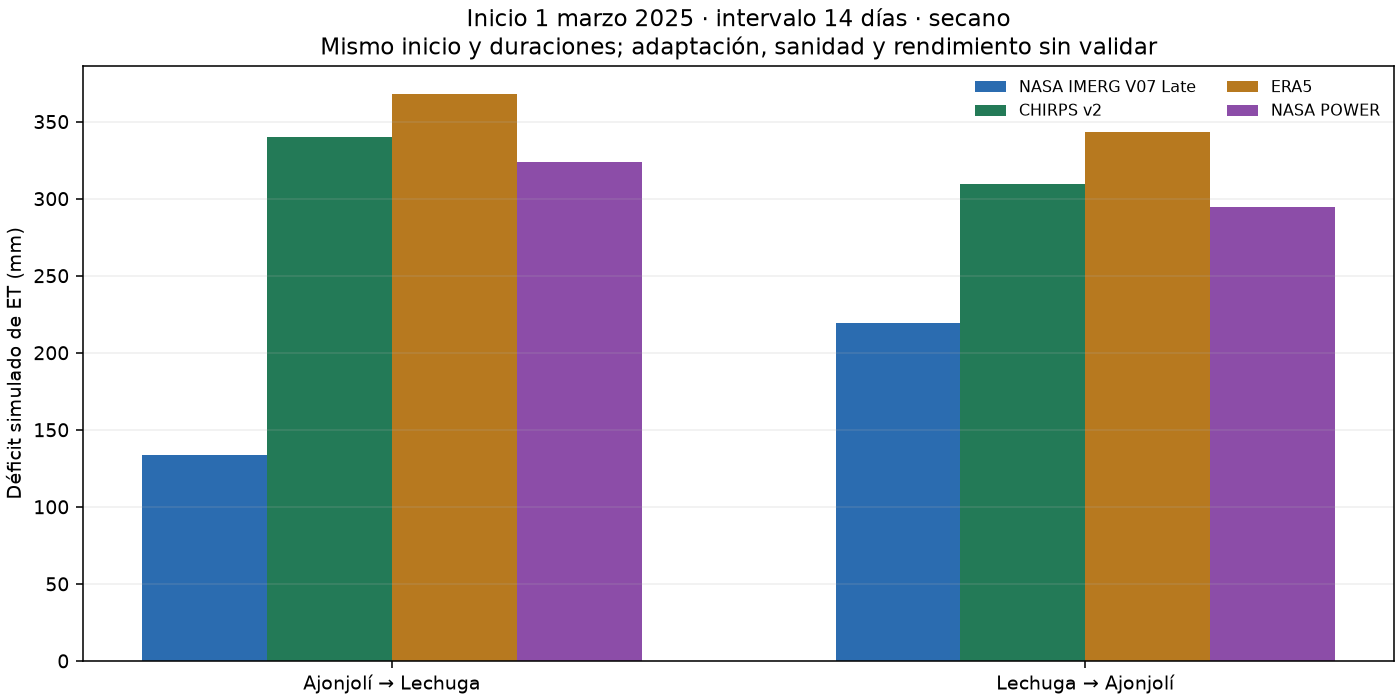 Inicio 1 marzo 2025 · intervalo 14 días · secano
Mismo inicio y duraciones; adaptación, sanidad y rendimiento sin validar
NASA IMERG V07 Late
CHIRPS v2
ERA5
NASA POWER
Déficit simulado de ET (mm)
350
300
250
200
150
100
50
0
Ajonjolí → Lechuga
Lechuga → Ajonjolí